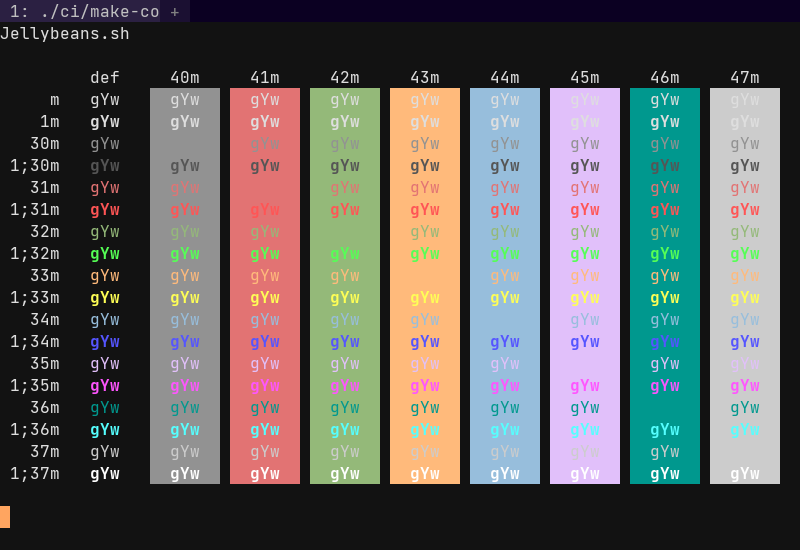 1: ./ci/make-co +
Jellybeans.sh
def 40m 41m 42m 43m 44m 45m 46m 47m
m gYw gYw gYw gYw gYw gYw gYw gYw gYw
1m gYw gYw gYw gYw gYw gYw gYw gYw gYw
30m gYw gYw gYw gYw gYw gYw gYw gYw
1;30m gYw gYw gYw gYw gYw gYw gYw gYw gYw
31m gYw gYw gYw gYw gYw gYw gYw gYw
1;31m gYw gYw gYw gYw gYw gYw gYw gYw gYw
32m gYw gYw gYw gYw gYw gYw gYw gYw
1;32m gYw gYw gYw gYw gYw gYw gYw gYw gYw
33m gYw gYw gYw gYw gYw gYw gYw gYw
1;33m gYw gYw gYw gYw gYw gYw gYw gYw gYw
34m gYw gYw gYw gYw gYw gYw gYw gYw
1;34m gYw gYw gYw gYw gYw gYw gYw gYw gYw
35m gYw gYw gYw gYw gYw gYw gYw gYw
1;35m gYw gYw gYw gYw gYw gYw gYw gYw gYw
36m gYw gYw gYw gYw gYw gYw gYw gYw
1;36m gYw gYw gYw gYw gYw gYw gYw gYw gYw
37m gYw gYw gYw gYw gYw gYw gYw gYw
1;37m gYw gYw gYw gYw gYw gYw gYw gYw gYw